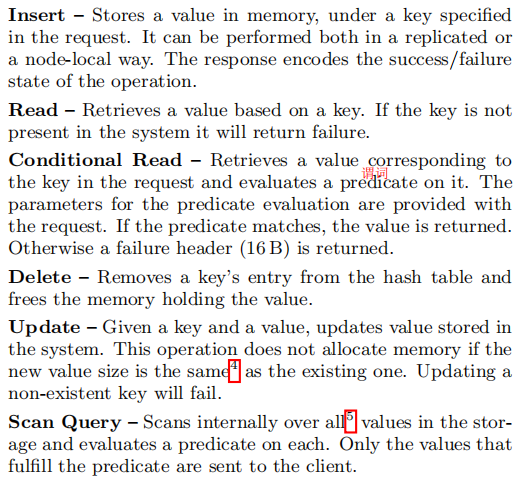 Insert – Stores a value in memory, under a key specified
in the request. It can be performed both in a replicated or
a node-local way. The response encodes the success/failure
state of the operation.
Read – Retrieves a value based on a key. If the key is not
present in the system it will return failure.
Conditional Read – Retrieves a value corresponding to
谓词
the key in the request and evaluates a predicate on it. The
parameters for the predicate evaluation are provided with
the request. If the predicate matches, the value is returned.
Otherwise a failure header (16 B) is returned.
Delete – Removes a key's entry from the hash table and
frees the memory holding the value.
Update – Given a key and a value, updates value stored in
the system. This operation does not allocate memory if the
new value size is the same⁴ as the existing one. Updating a
non-existent key will fail.
Scan Query – Scans internally over all⁵ values in the stor-
age and evaluates a predicate on each. Only the values that
fulfill the predicate are sent to the client.